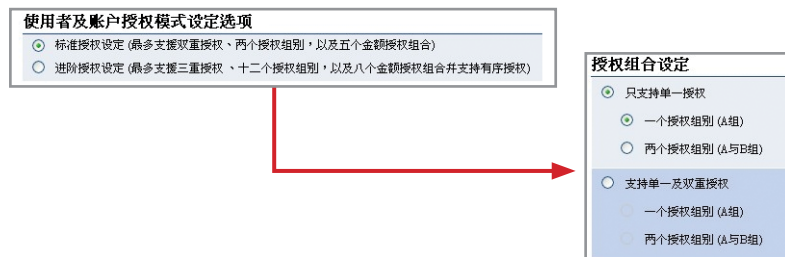 使用者及账户授权模式设定选项
标准授权设定 (最多支援双重授权、两个授权组别，以及五个金额授权组合)
进阶授权设定 (最多支援三重授权 、十二个授权组别，以及八个金额授权组合并支持有序授权)
授权组合设定
只支持单一授权
一个授权组别 (A组)
两个授权组别 (A与B组)
支持单一及双重授权
一个授权组别 (A组)
两个授权组别 (A与B组)